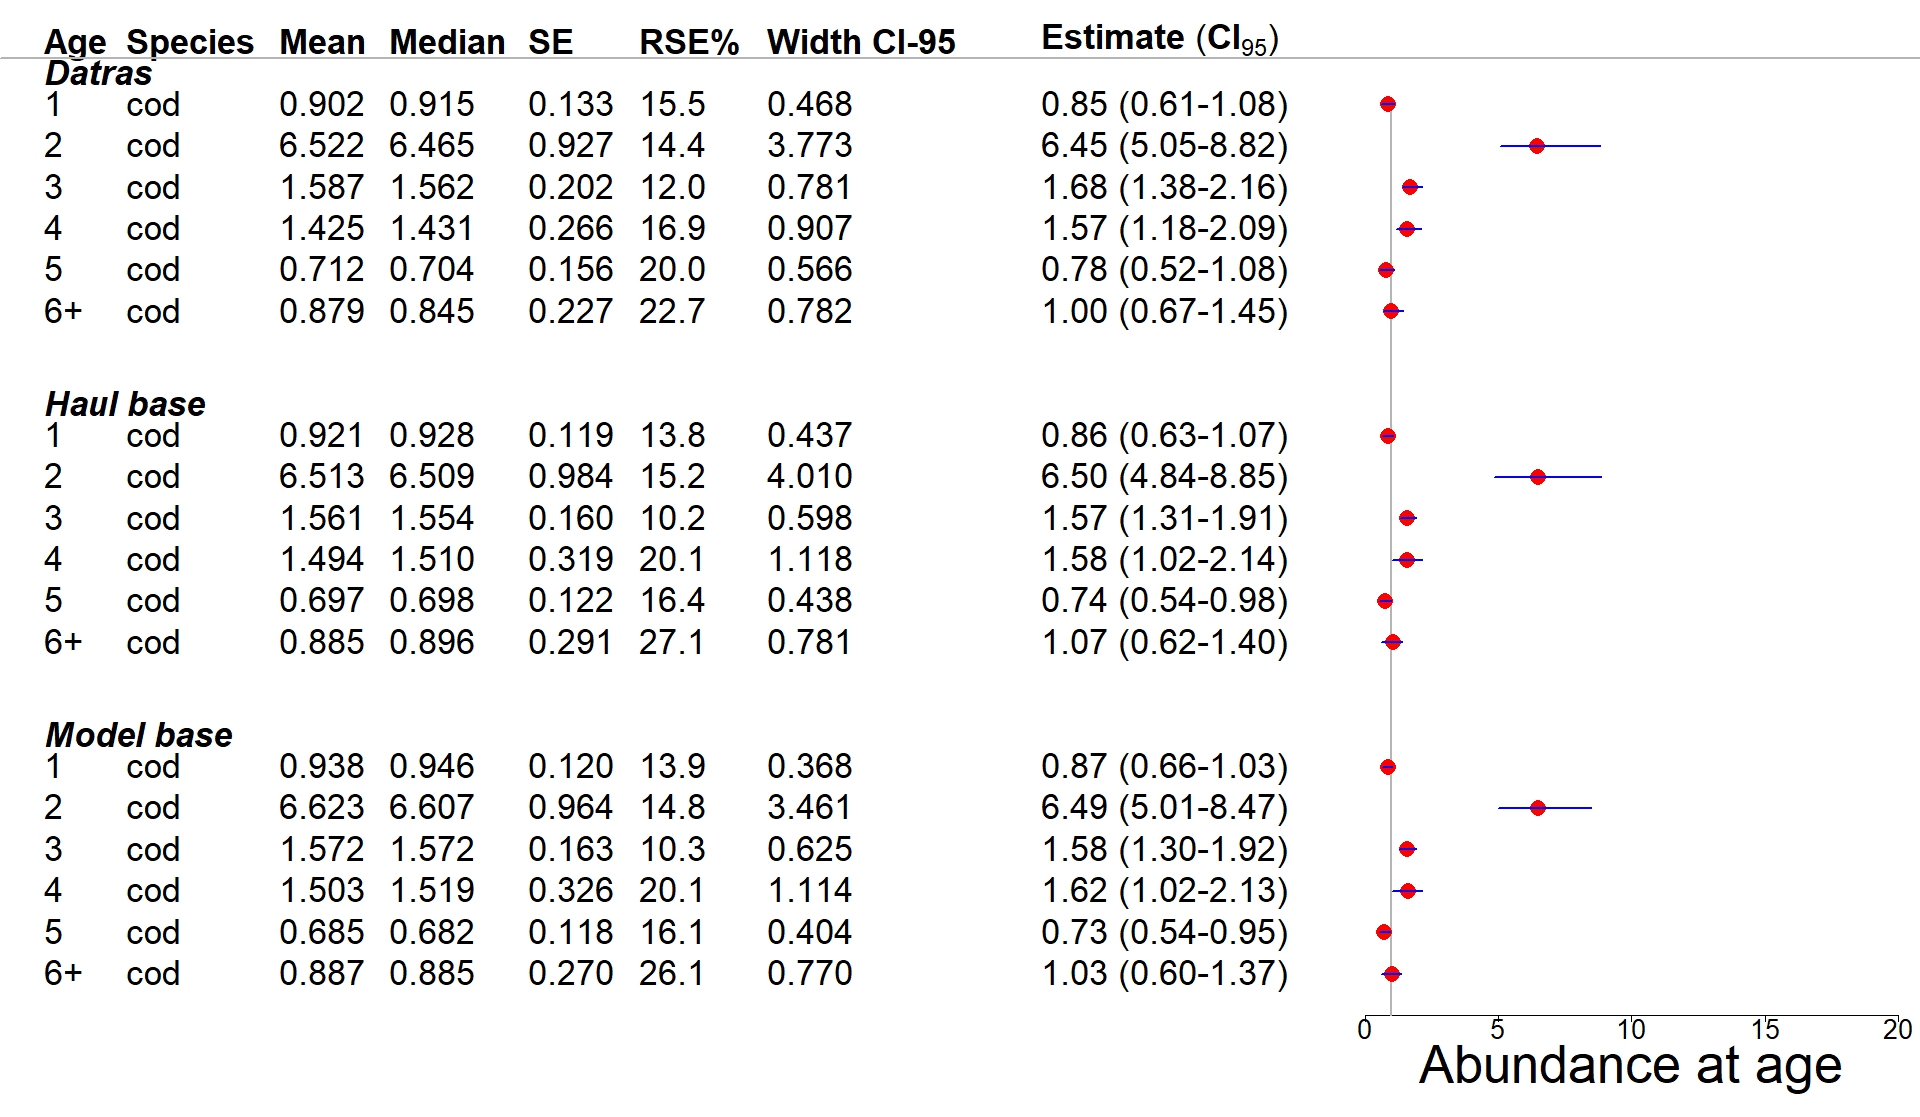 Age Species Mean Median SE RSE% Width CI-95 Estimate (CI95)
Datras
1 cod 0.902 0.915 0.133 15.5 0.468 0.85 (0.61-1.08)
2 cod 6.522 6.465 0.927 14.4 3.773 6.45 (5.05-8.82)
3 cod 1.587 1.562 0.202 12.0 0.781 1.68 (1.38-2.16)
4 cod 1.425 1.431 0.266 16.9 0.907 1.57 (1.18-2.09)
5 cod 0.712 0.704 0.156 20.0 0.566 0.78 (0.52-1.08)
6+ cod 0.879 0.845 0.227 22.7 0.782 1.00 (0.67-1.45)
Haul base
1 cod 0.921 0.928 0.119 13.8 0.437 0.86 (0.63-1.07)
2 cod 6.513 6.509 0.984 15.2 4.010 6.50 (4.84-8.85)
3 cod 1.561 1.554 0.160 10.2 0.598 1.57 (1.31-1.91)
4 cod 1.494 1.510 0.319 20.1 1.118 1.58 (1.02-2.14)
5 cod 0.697 0.698 0.122 16.4 0.438 0.74 (0.54-0.98)
6+ cod 0.885 0.896 0.291 27.1 0.781 1.07 (0.62-1.40)
Model base
1 cod 0.938 0.946 0.120 13.9 0.368 0.87 (0.66-1.03)
2 cod 6.623 6.607 0.964 14.8 3.461 6.49 (5.01-8.47)
3 cod 1.572 1.572 0.163 10.3 0.625 1.58 (1.30-1.92)
4 cod 1.503 1.519 0.326 20.1 1.114 1.62 (1.02-2.13)
5 cod 0.685 0.682 0.118 16.1 0.404 0.73 (0.54-0.95)
6+ cod 0.887 0.885 0.270 26.1 0.770 1.03 (0.60-1.37)
0 5 10 15 20
Abundance at age